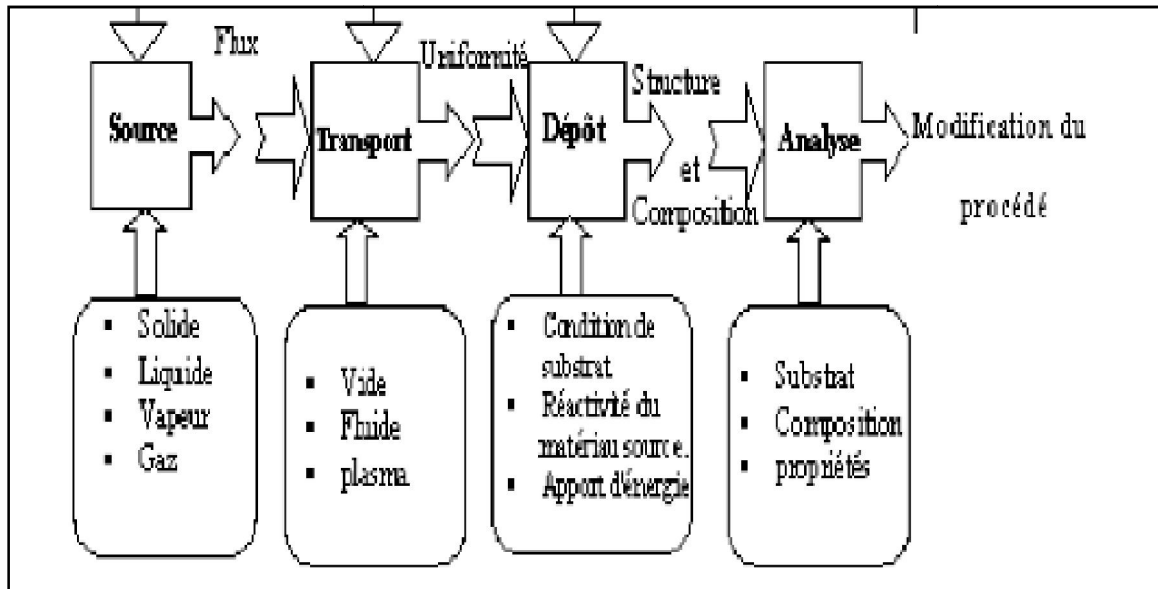 Flux
Uniformité
Structure
et
Composition
Source
Transport
Dépôt
Analyse
Modification du
procédé
▪ Solide
▪ Liquide
▪ Vapeur
▪ Gaz
▪ Vide
▪ Fluide
▪ plasma
▪ Condition de
substrat
▪ Réactivité du
matériau source.
▪ Apport d'énergie
▪ Substrat
▪ Composition
▪ propriétés